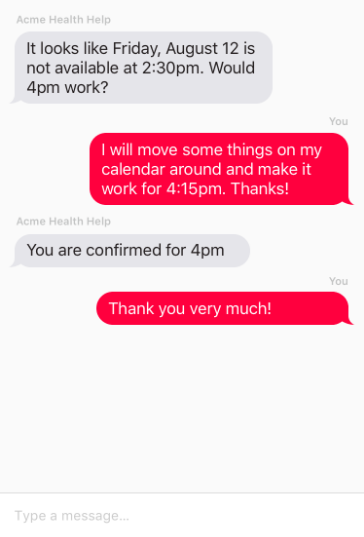 Acme Health Help
It looks like Friday, August 12 is
not available at 2:30pm. Would
4pm work?
You
I will move some things on my
calendar around and make it
work for 4:15pm. Thanks!
Acme Health Help
You are confirmed for 4pm
You
Thank you very much!
Type a message...